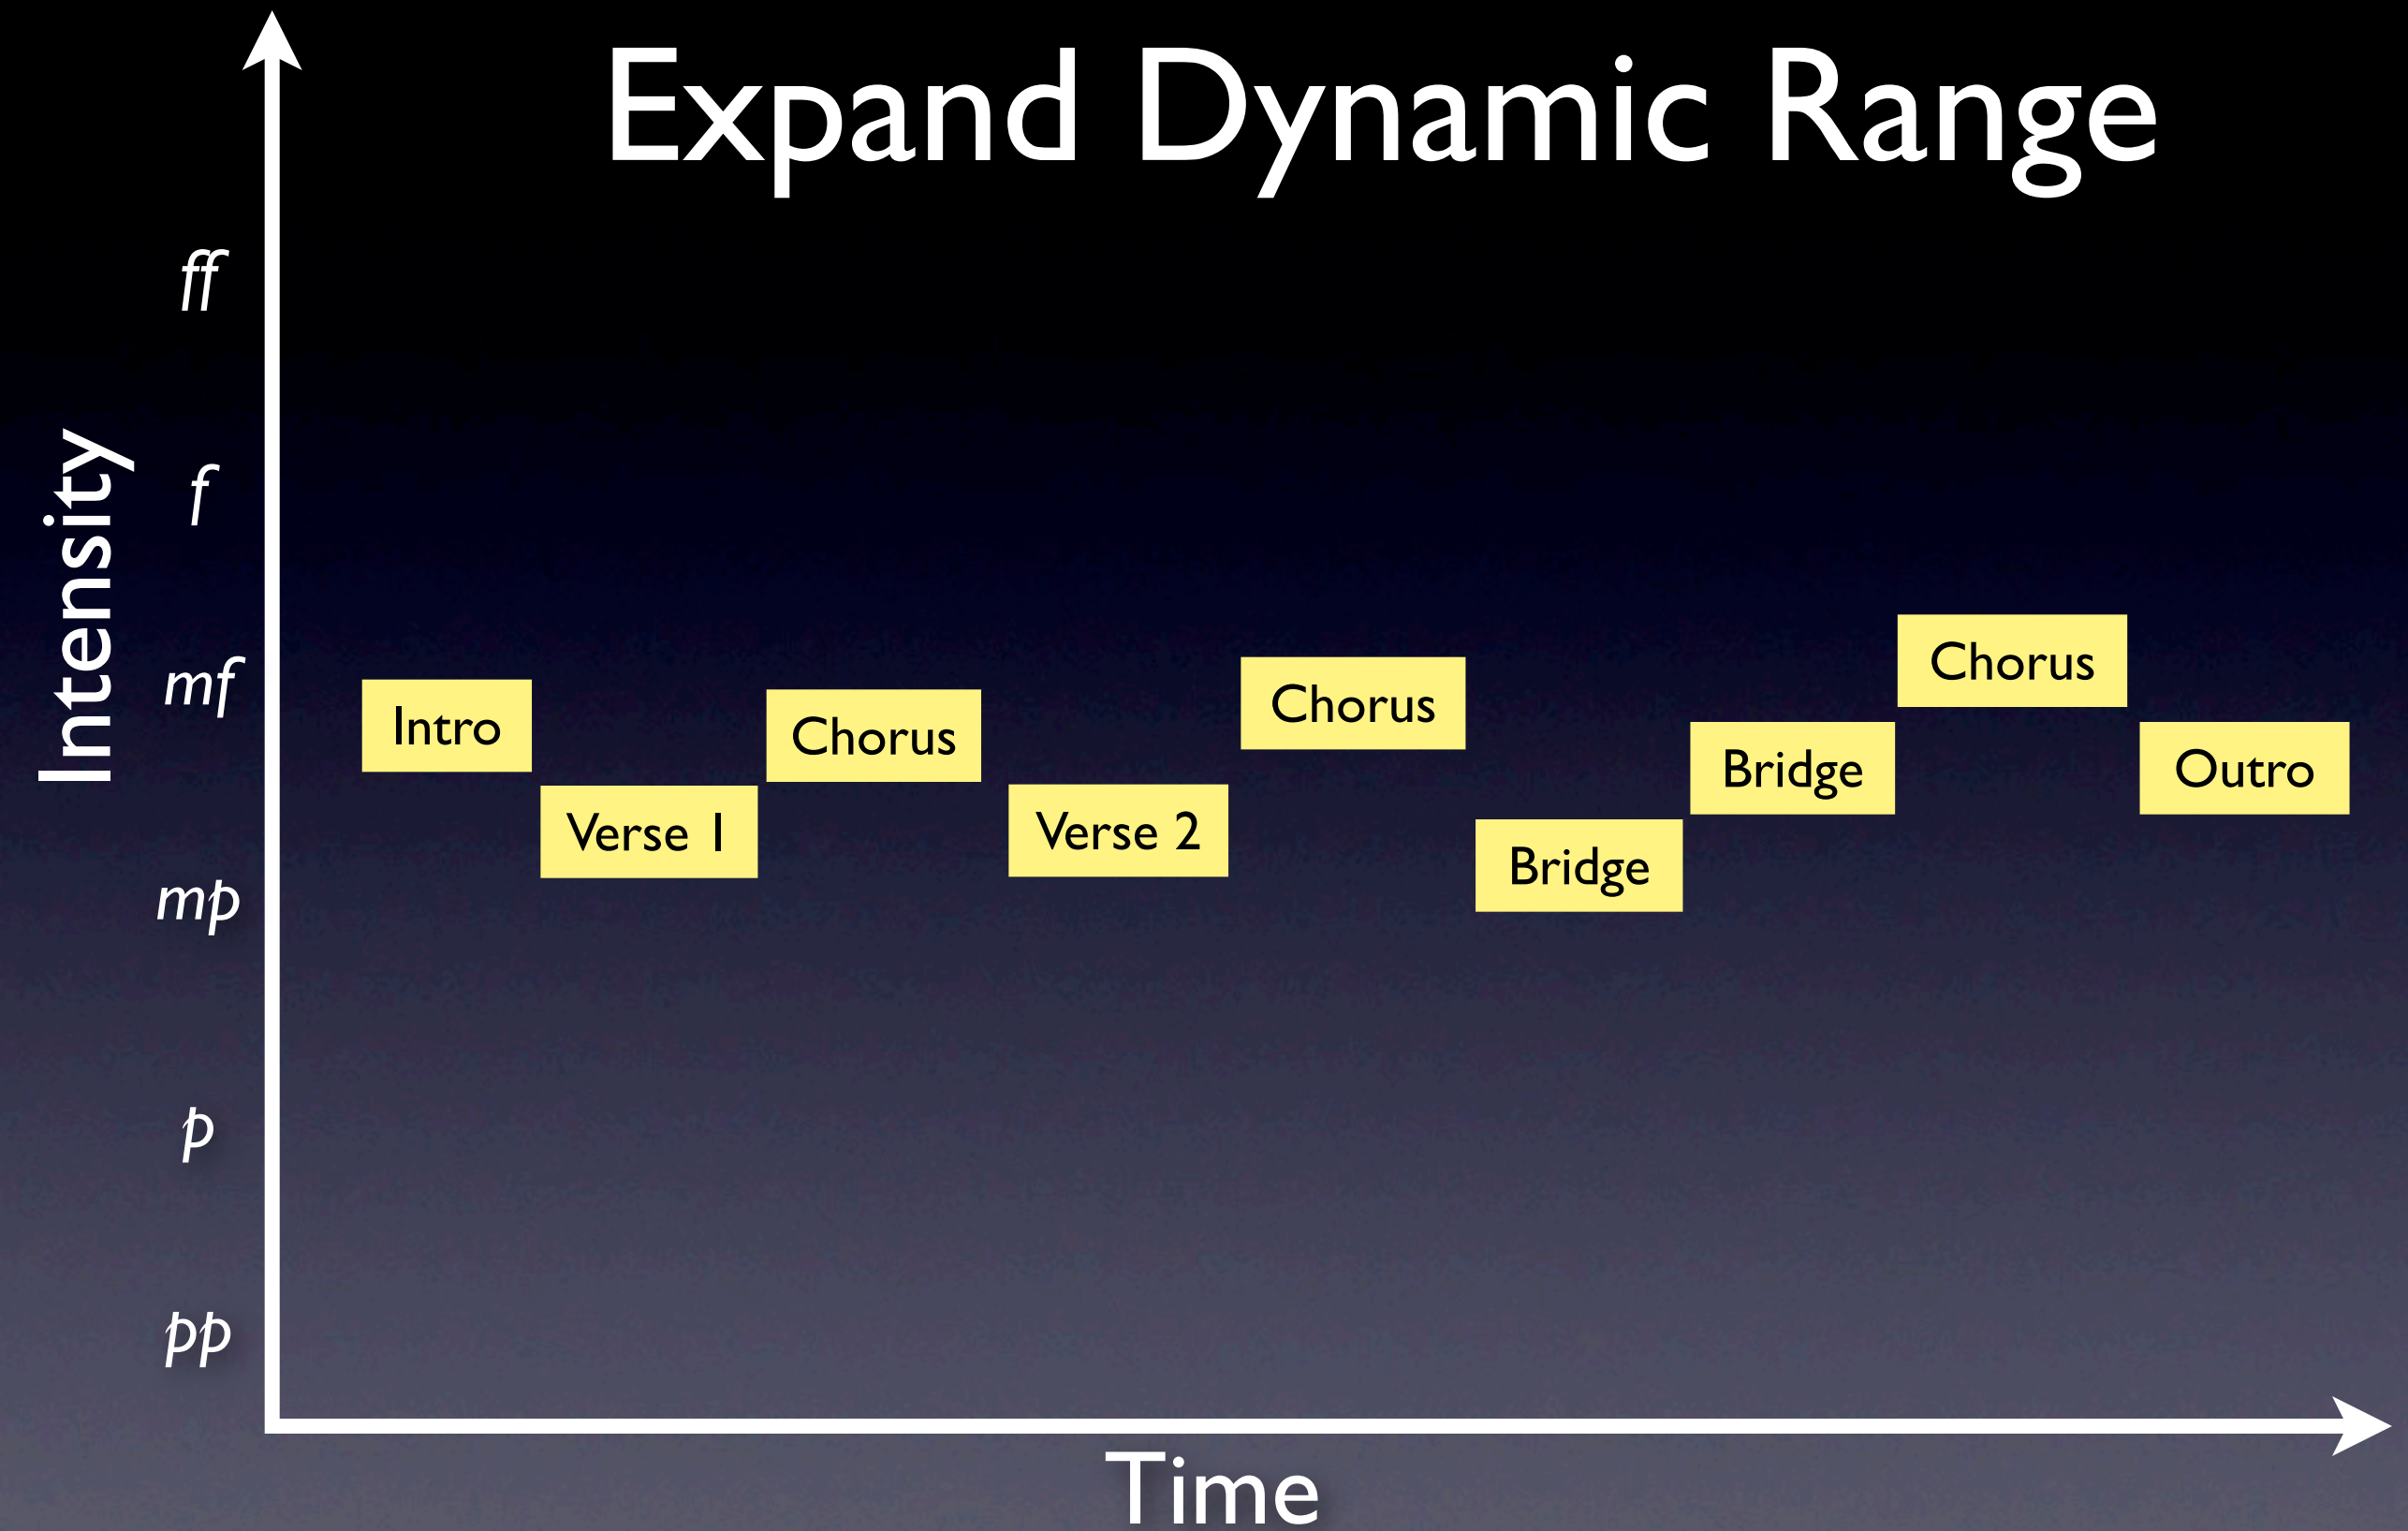 Expand Dynamic Range
Intensity
ff
f
mf
mp
p
pp
Intro
Verse 1
Chorus
Verse 2
Chorus
Bridge
Bridge
Chorus
Outro
Time